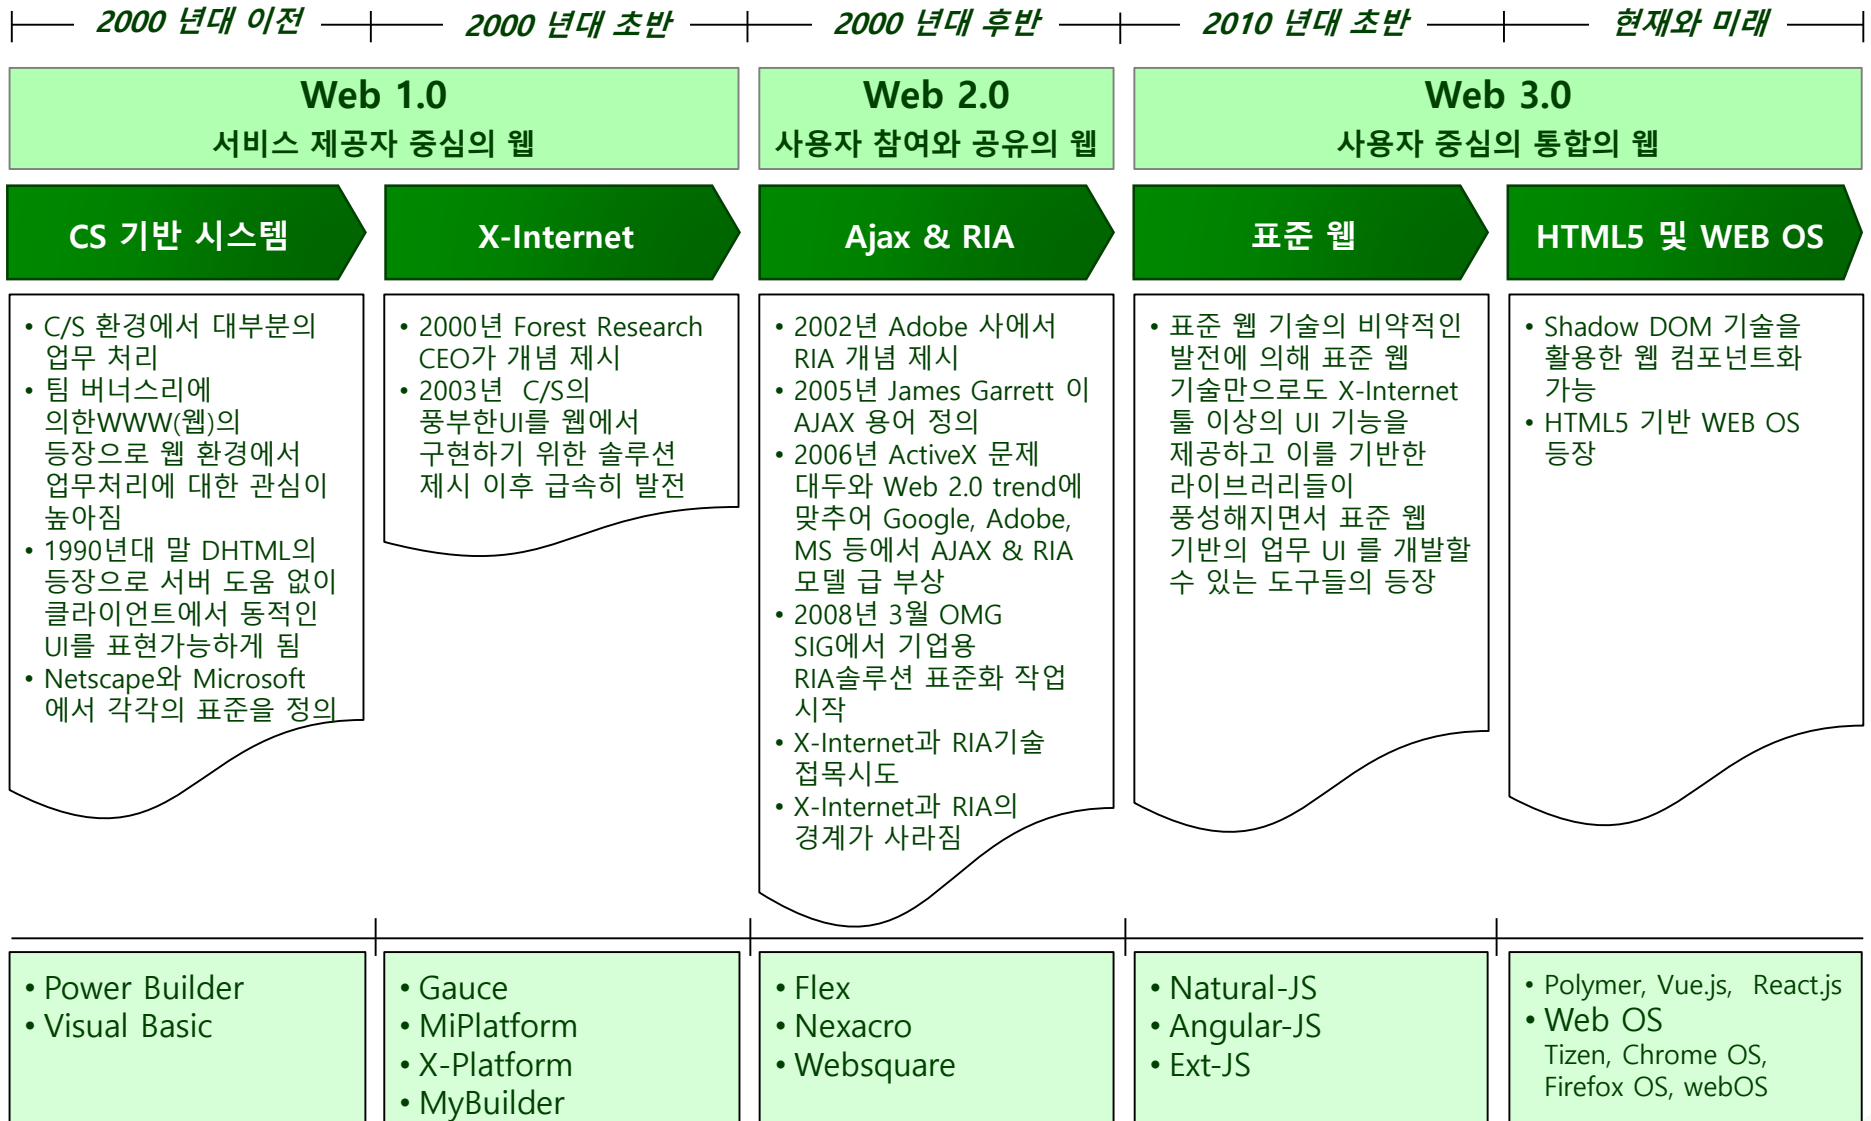 2000 년대 이전
2000 년대 초반
2000 년대 후반
2010 년대 초반
현재와 미래
Web 1.0
서비스 제공자 중심의 웹
Web 2.0
사용자 참여와 공유의 웹
Web 3.0
사용자 중심의 통합의 웹
CS 기반 시스템
X-Internet
Ajax & RIA
표준 웹
HTML5 및 WEB OS
• C/S 환경에서 대부분의
업무 처리
• 팀 버너스리에
의한WWW(웹)의
등장으로 웹 환경에서
업무처리에 대한 관심이
높아짐
• 1990년대 말 DHTML의
등장으로 서버 도움 없이
클라이언트에서 동적인
UI를 표현가능하게 됨
• Netscape와 Microsoft
에서 각각의 표준을 정의
• 2000년 Forest Research
CEO가 개념 제시
• 2003년  C/S의
풍부한UI를 웹에서
구현하기 위한 솔루션
제시 이후 급속히 발전
• 2002년 Adobe 사에서
RIA 개념 제시
• 2005년 James Garrett 이
AJAX 용어 정의
• 2006년 ActiveX 문제
대두와 Web 2.0 trend에
맞추어 Google, Adobe,
MS 등에서 AJAX & RIA
모델 급 부상
• 2008년 3월 OMG
SIG에서 기업용
RIA솔루션 표준화 작업
시작
• X-Internet과 RIA기술
접목시도
• X-Internet과 RIA의
경계가 사라짐
• 표준 웹 기술의 비약적인
발전에 의해 표준 웹
기술만으로도 X-Internet
툴 이상의 UI 기능을
제공하고 이를 기반한
라이브러리들이
풍성해지면서 표준 웹
기반의 업무 UI 를 개발할
수 있는 도구들의 등장
• Shadow DOM 기술을
활용한 웹 컴포넌트화
가능
• HTML5 기반 WEB OS
등장
• Power Builder
• Visual Basic
• Gauce
• MiPlatform
• X-Platform
• MyBuilder
• Flex
• Nexacro
• Websquare
• Natural-JS
• Angular-JS
• Ext-JS
• Polymer, Vue.js,  React.js
• Web OS
Tizen, Chrome OS,
Firefox OS, webOS